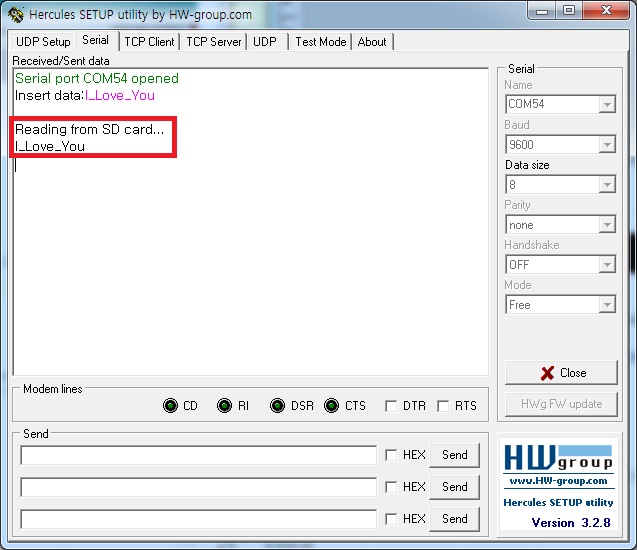 Hercules SETUP utility by HW-group.com
UDP Setup Serial TCP Client TCP Server UDP Test Mode About
Received/Sent data
Serial port COM54 opened
Insert data:I_Love_You
Reading from SD card...
I_Love_You
Serial
Name
COM54
Baud
9600
Data size
8
Parity
none
Handshake
OFF
Mode
Free
Close
HWg FW update
Modem lines
CD RI DSR CTS DTR RTS
Send
HEX Send
HEX Send
HEX Send
HWgroup
www.HW-group.com
Hercules SETUP utility
Version 3.2.8